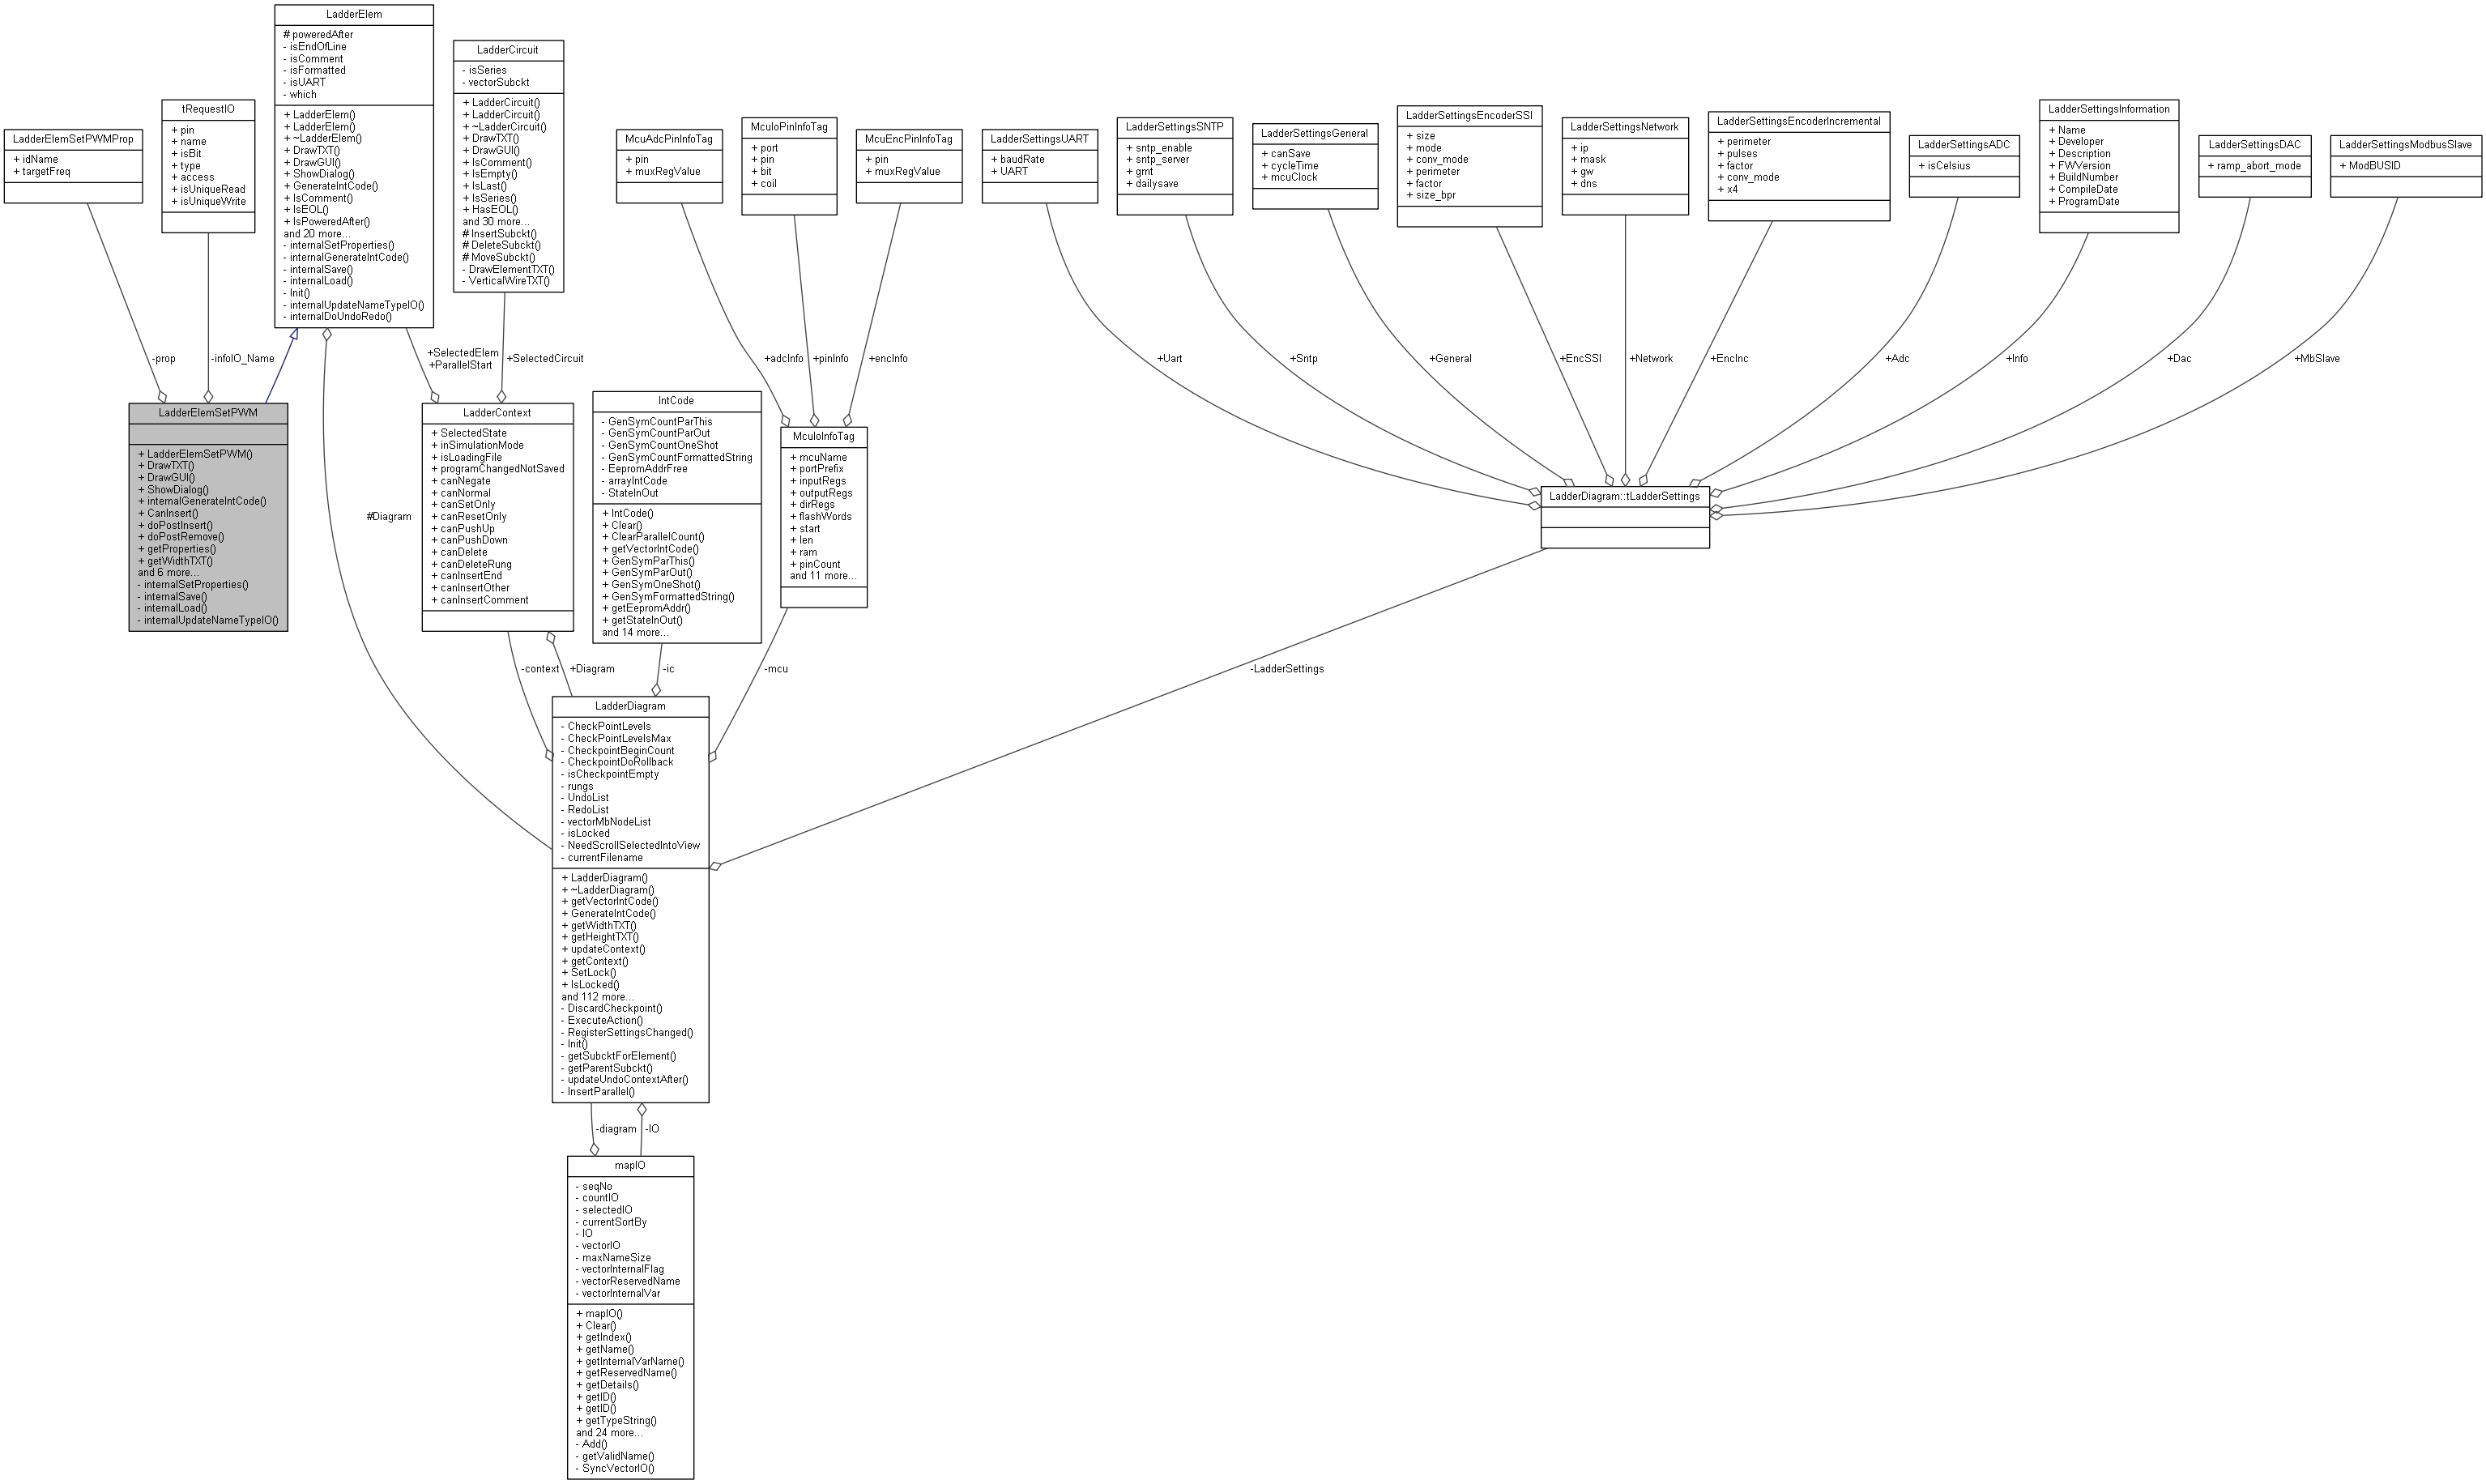 LadderElem
# poweredAfter
- isEndOfLine
- isComment
- isFormatted
- isUART
- which
+ LadderElem()
+ LadderElem()
+ ~LadderElem()
+ DrawTXT()
+ DrawGUI()
+ ShowDialog()
+ GenerateIntCode()
+ IsComment()
+ IsEOL()
+ IsPoweredAfter()
and 20 more...
- internalSetProperties()
- internalGenerateIntCode()
- internalSave()
- internalLoad()
- Init()
- internalUpdateNameTypeIO()
- internalDoUndoRedo()
LadderCircuit
- isSeries
- vectorSubckt
+ LadderCircuit()
+ LadderCircuit()
+ ~LadderCircuit()
+ DrawTXT()
+ DrawGUI()
+ IsComment()
+ IsEmpty()
+ IsLast()
+ IsSeries()
+ HasEOL()
and 30 more...
# InsertSubckt()
# DeleteSubckt()
# MoveSubckt()
- DrawElementTXT()
- VerticalWireTXT()
LadderElemSetPWMProp
+ idName
+ targetFreq
tRequestIO
+ pin
+ name
+ isBit
+ type
+ access
+ isUniqueRead
+ isUniqueWrite
McuAdcPinInfoTag
+ pin
+ muxRegValue
McuIoPinInfoTag
+ port
+ pin
+ bit
+ coil
McuEncPinInfoTag
+ pin
+ muxRegValue
LadderSettingsUART
+ baudRate
+ UART
LadderSettingsSNTP
+ sntp_enable
+ sntp_server
+ gmt
+ dailysave
LadderSettingsGeneral
+ canSave
+ cycleTime
+ mcuClock
LadderSettingsEncoderSSI
+ size
+ mode
+ conv_mode
+ perimeter
+ factor
+ size_bpr
LadderSettingsNetwork
+ ip
+ mask
+ gw
+ dns
LadderSettingsEncoderIncremental
+ perimeter
+ pulses
+ factor
+ conv_mode
+ x4
LadderSettingsADC
+ isCelsius
LadderSettingsInformation
+ Name
+ Developer
+ Description
+ FWVersion
+ BuildNumber
+ CompileDate
+ ProgramDate
LadderSettingsDAC
+ ramp_abort_mode
LadderSettingsModbusSlave
+ ModBUSID
-prop
-infoIO_Name
+SelectedElem
+ParallelStart
+SelectedCircuit
+adcInfo
+pinInfo
+encInfo
+Uart
+Sntp
+General
+EncSSI
+Network
+EncInc
+Adc
+Info
+Dac
+MbSlave
LadderElemSetPWM
+ LadderElemSetPWM()
+ DrawTXT()
+ DrawGUI()
+ ShowDialog()
+ internalGenerateIntCode()
+ CanInsert()
+ doPostInsert()
+ doPostRemove()
+ getProperties()
+ getWidthTXT()
and 6 more...
- internalSetProperties()
- internalSave()
- internalLoad()
- internalUpdateNameTypeIO()
#Diagram
LadderContext
+ SelectedState
+ inSimulationMode
+ isLoadingFile
+ programChangedNotSaved
+ canNegate
+ canNormal
+ canSetOnly
+ canResetOnly
+ canPushUp
+ canPushDown
+ canDelete
+ canDeleteRung
+ canInsertEnd
+ canInsertOther
+ canInsertComment
IntCode
- GenSymCountParThis
- GenSymCountParOut
- GenSymCountOneShot
- GenSymCountFormattedString
- EepromAddrFree
- arrayIntCode
- StateInOut
+ IntCode()
+ Clear()
+ ClearParallelCount()
+ getVectorIntCode()
+ GenSymParThis()
+ GenSymParOut()
+ GenSymOneShot()
+ GenSymFormattedString()
+ getEepromAddr()
+ getStateInOut()
and 14 more...
McuIoInfoTag
+ mcuName
+ portPrefix
+ inputRegs
+ outputRegs
+ dirRegs
+ flashWords
+ start
+ len
+ ram
+ pinCount
and 11 more...
LadderDiagram::tLadderSettings
-context
+Diagram
-ic
-mcu
-LadderSettings
LadderDiagram
- CheckPointLevels
- CheckPointLevelsMax
- CheckpointBeginCount
- CheckpointDoRollback
- isCheckpointEmpty
- rungs
- UndoList
- RedoList
- vectorMbNodeList
- isLocked
- NeedScrollSelectedIntoView
- currentFilename
+ LadderDiagram()
+ ~LadderDiagram()
+ getVectorIntCode()
+ GenerateIntCode()
+ getWidthTXT()
+ getHeightTXT()
+ updateContext()
+ getContext()
+ SetLock()
+ IsLocked()
and 112 more...
- DiscardCheckpoint()
- ExecuteAction()
- RegisterSettingsChanged()
- Init()
- getSubcktForElement()
- getParentSubckt()
- updateUndoContextAfter()
- InsertParallel()
-diagram
-IO
mapIO
- seqNo
- countIO
- selectedIO
- currentSortBy
- IO
- vectorIO
- maxNameSize
- vectorInternalFlag
- vectorReservedName
- vectorInternalVar
+ mapIO()
+ Clear()
+ getIndex()
+ getName()
+ getInternalVarName()
+ getReservedName()
+ getDetails()
+ getID()
+ getID()
+ getTypeString()
and 24 more...
- Add()
- getValidName()
- SyncVectorIO()